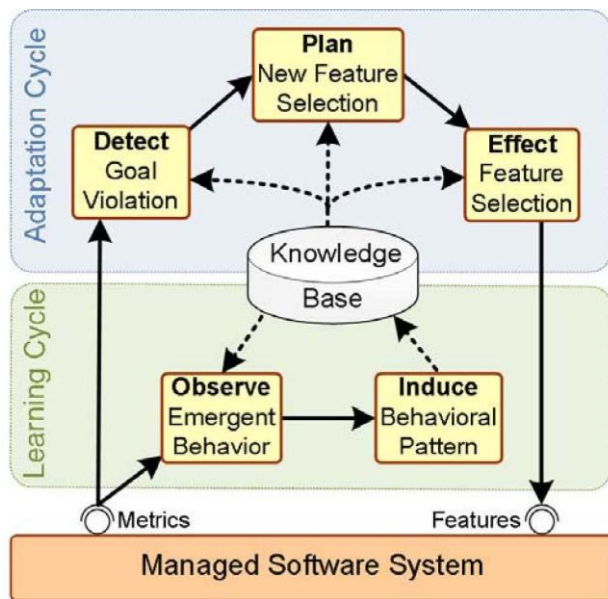 Adaptation Cycle
Plan
New Feature
Selection
Detect
Goal
Violation
Effect
Feature
Selection
Knowledge
Base
Learning Cycle
Observe
Emergent
Behavior
Induce
Behavioral
Pattern
Metrics
Features
Managed Software System